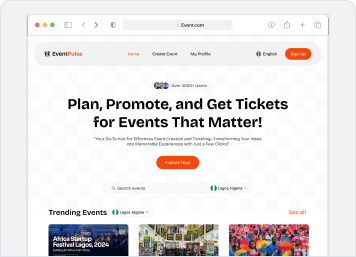 Event.com
EventPulse
Home
Create Event
My Profile
English
Sign Up
Over 2000+ Users
Plan, Promote, and Get Tickets
for Events That Matter!
"Your Go-To Hub for Effortless Event Creation and Ticketing–Transforming Your Ideas
into Memorable Experiences with Just a Few Clicks!"
Explore Now
Search events
Lagos, Nigeria
Trending Events
Lagos, Nigeria
See all
Africa Startup
Festival Lagos, 2024